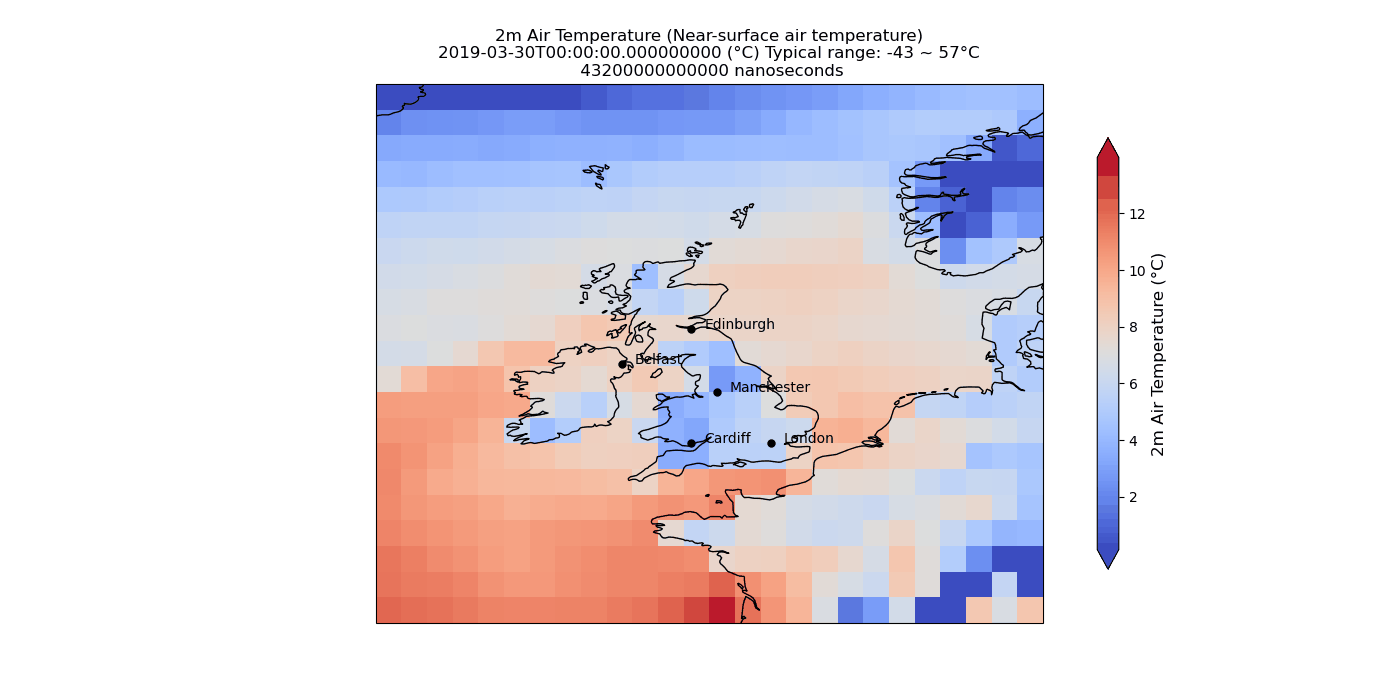 2m Air Temperature (Near-surface air temperature)
2019-03-30T00:00:00.000000000 (°C) Typical range: -43 ~ 57°C
43200000000000 nanoseconds
Edinburgh
Belfast
Manchester
Cardiff
London
12
10
8
6
4
2
2m Air Temperature (°C)